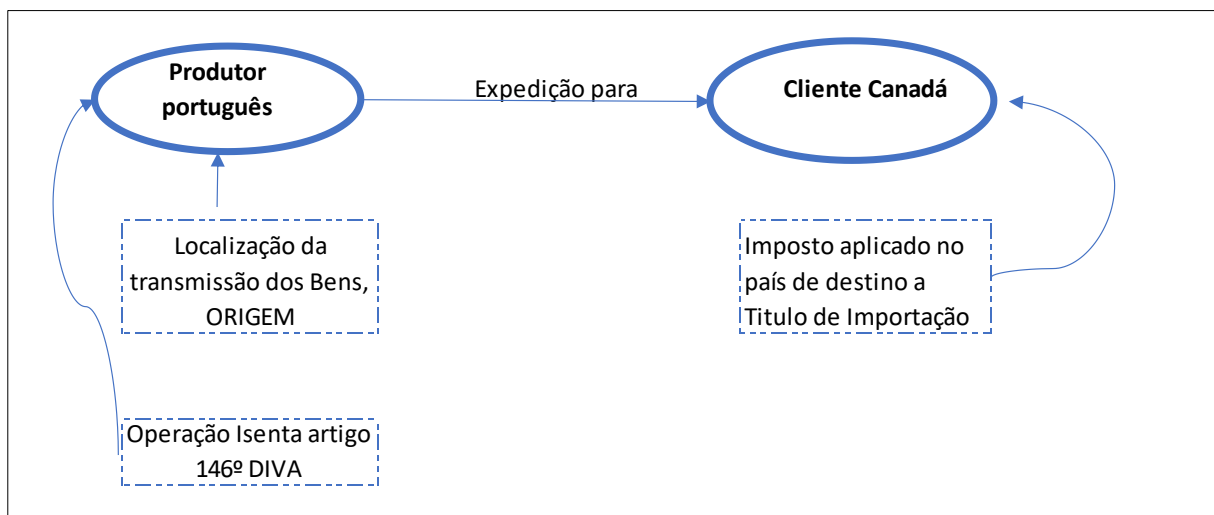 Produtor
português
Expedição para
Cliente Canadá
Localização da
transmissão dos Bens,
ORIGEM
Imposto aplicado no
país de destino a
Titulo de Importação
Operação Isenta artigo
146º DIVA